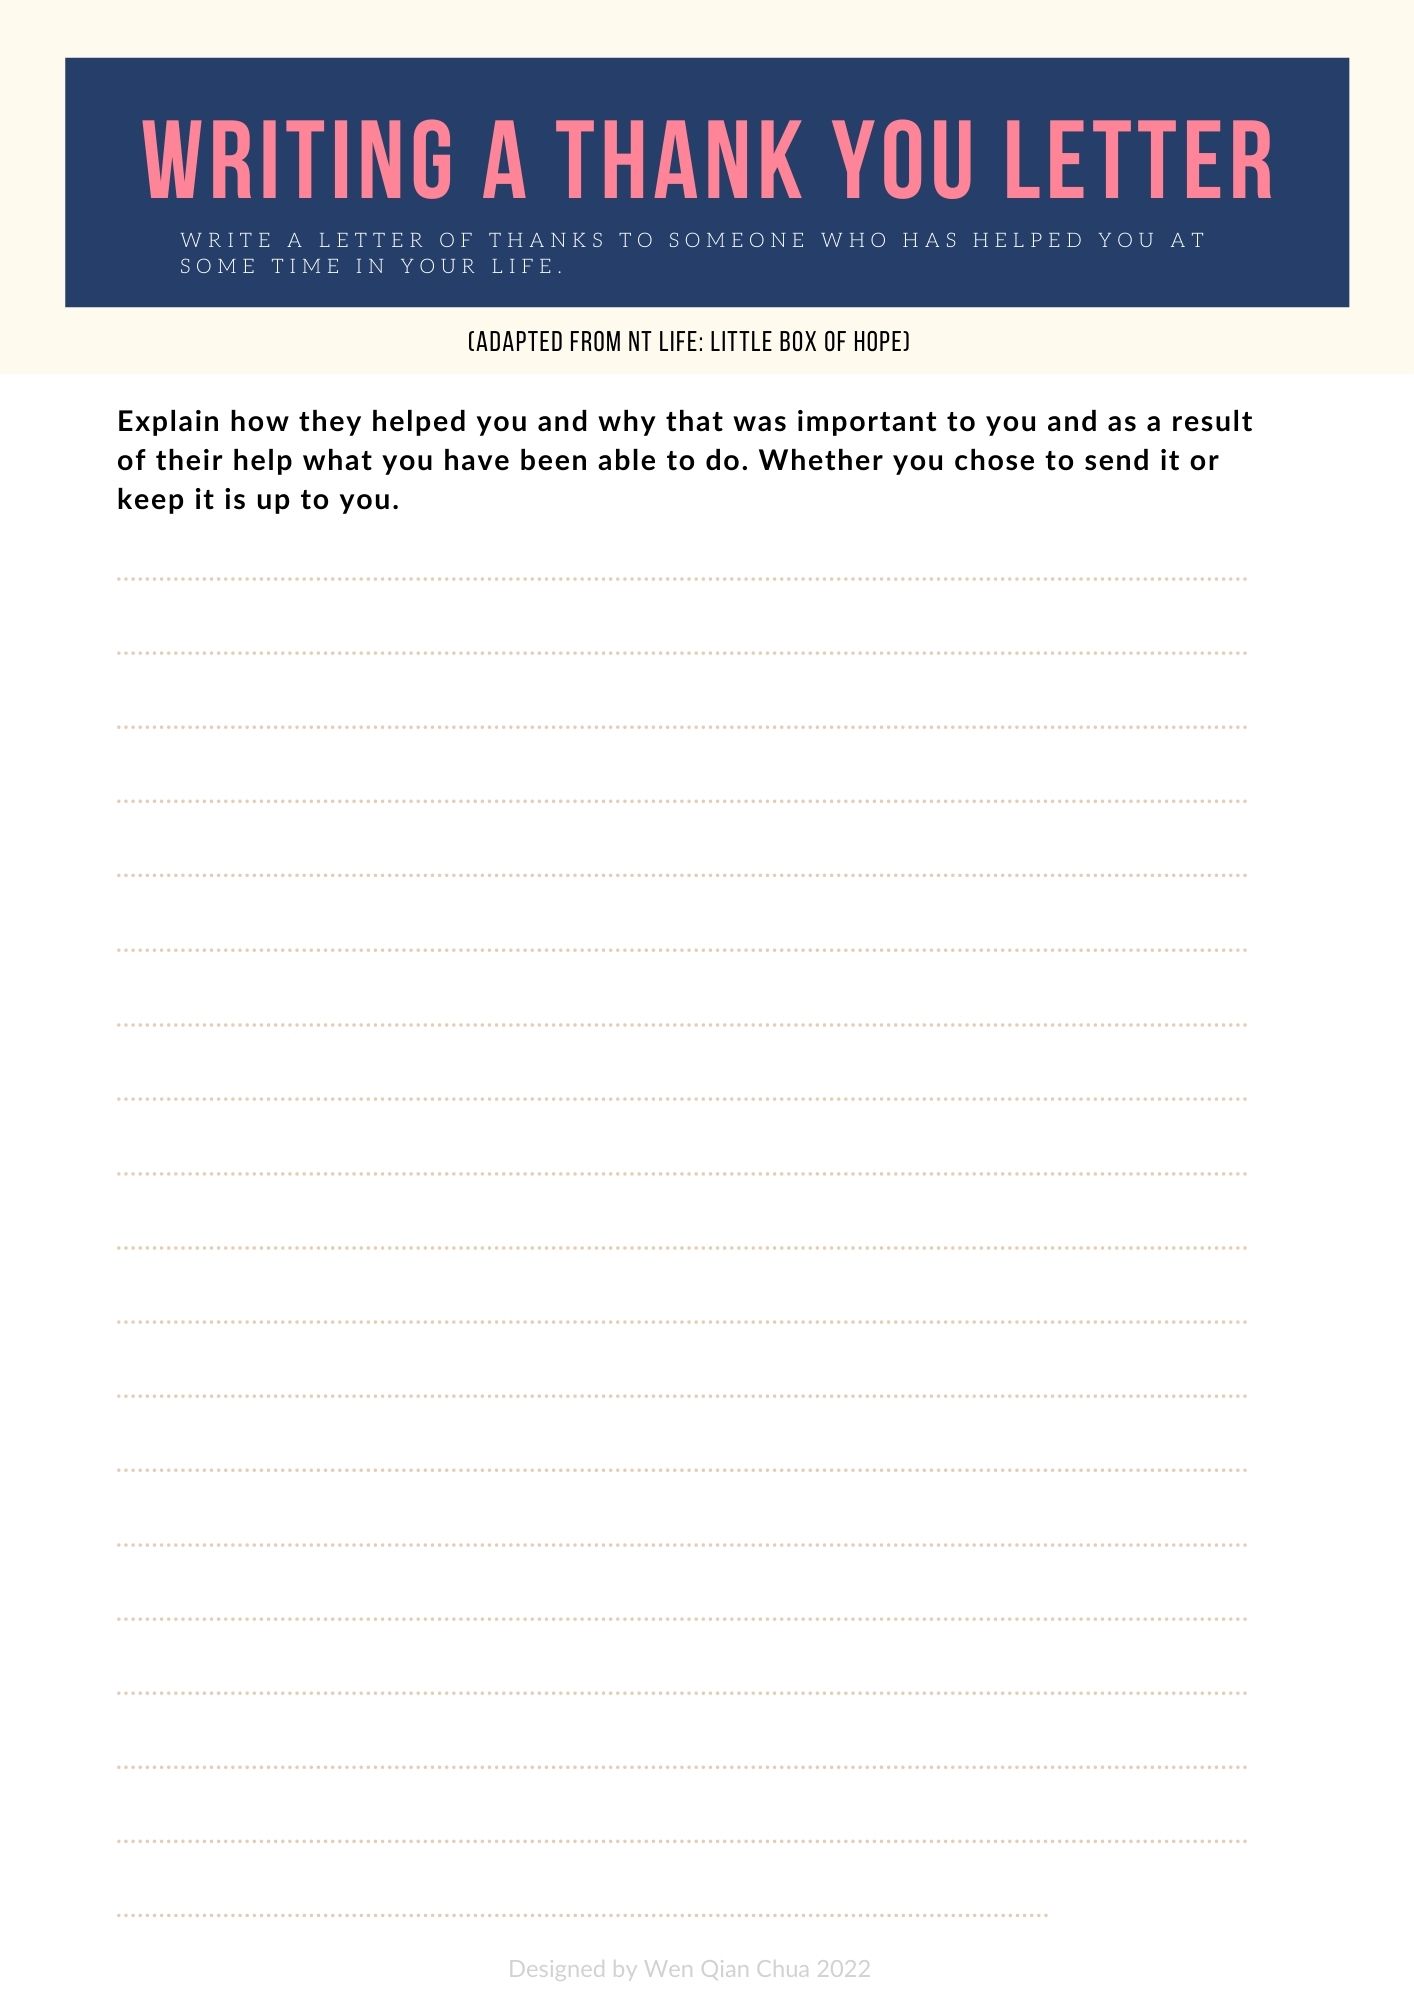 WRITING A THANK YOU LETTER
WRITE A LETTER OF THANKS TO SOMEONE WHO HAS HELPED YOU AT
SOME TIME IN YOUR LIFE.
(ADAPTED FROM NT LIFE: LITTLE BOX OF HOPE)
Explain how they helped you and why that was important to you and as a result
of their help what you have been able to do. Whether you chose to send it or
keep it is up to you.
Designed by Wen Qian Chua 2022